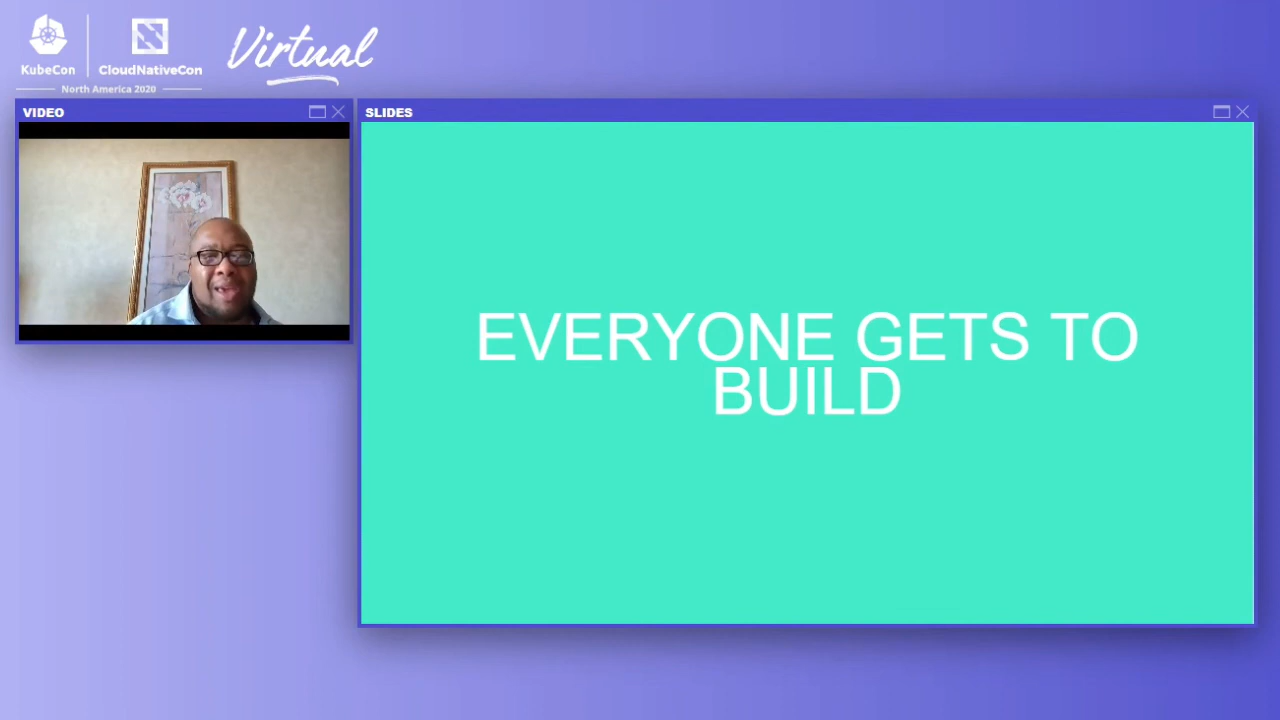 KubeCon
CloudNativeCon
North America 2020
Virtual
VIDEO
SLIDES
EVERYONE GETS TO
BUILD